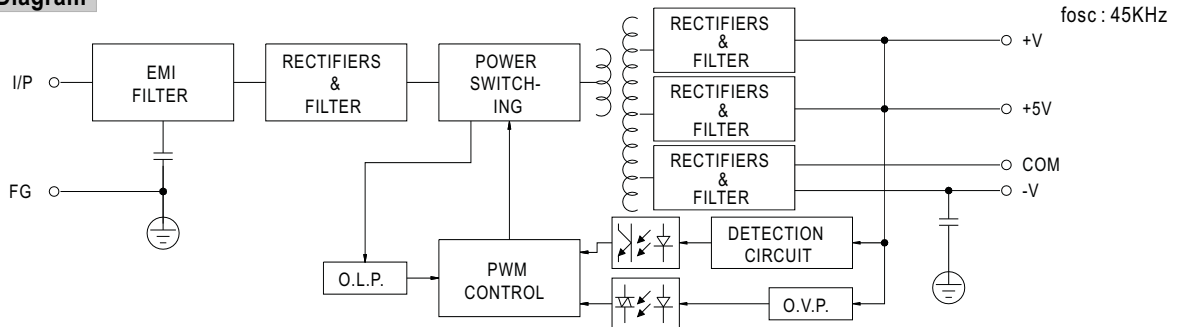 Diagram
fosc : 45KHz
I/P
EMI
FILTER
RECTIFIERS
&
FILTER
POWER
SWITCH-
ING
RECTIFIERS
&
FILTER
+V
RECTIFIERS
&
FILTER
+5V
RECTIFIERS
&
FILTER
COM
-V
FG
O.L.P.
PWM
CONTROL
DETECTION
CIRCUIT
O.V.P.